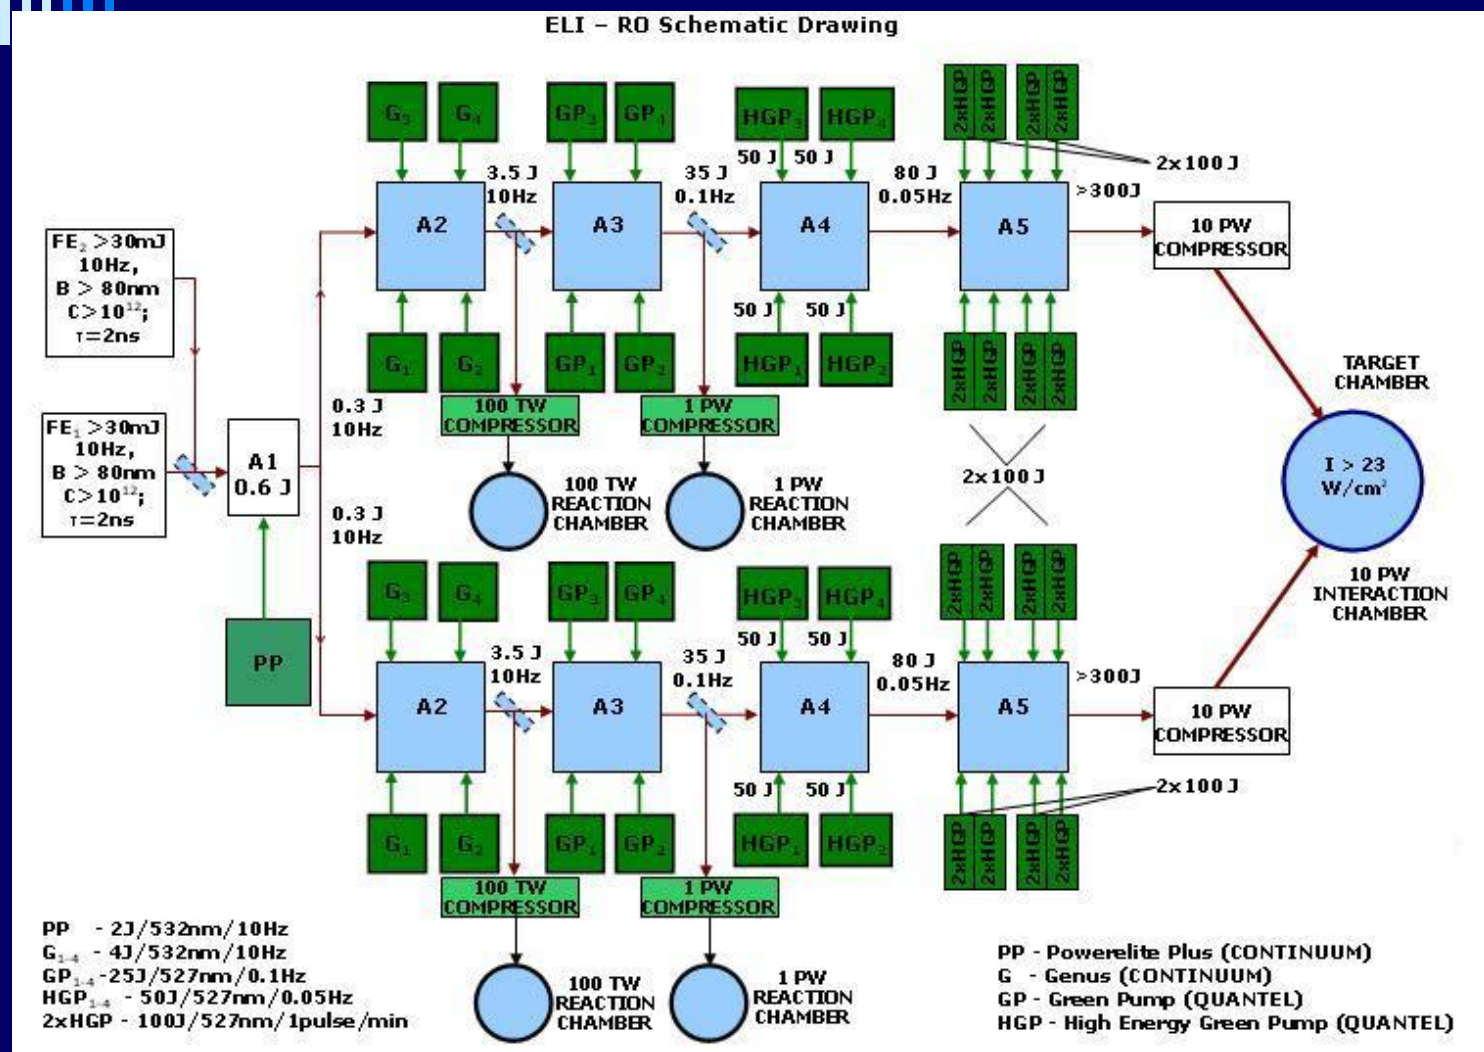 ELI – RO Schematic Drawing
G3
G4
GP3
GP4
HGP3
HGP4
2xHGP
2xHGP
2xHGP
2xHGP
50 J
50 J
2x100J
3.5 J
10Hz
35 J
0.1Hz
80 J
0.05Hz
>300J
A2
A3
A4
A5
10 PW
COMPRESSOR
FE2 >30mJ
10Hz,
B > 80nm
C>10¹²;
τ=2ns
50 J
50 J
G1
G2
GP1
GP2
HGP1
HGP2
2xHGP
2xHGP
2xHGP
2xHGP
TARGET
CHAMBER
0.3 J
10Hz
100 TW
COMPRESSOR
1 PW
COMPRESSOR
FE1 >30mJ
10Hz,
B > 80nm
C>10¹²;
τ=2ns
A1
0.6 J
100 TW
REACTION
CHAMBER
1 PW
REACTION
CHAMBER
2x100J
I > 23
W/cm²
0.3 J
10Hz
G3
G4
GP3
GP4
HGP3
HGP4
2xHGP
2xHGP
2xHGP
2xHGP
10 PW
INTERACTION
CHAMBER
PP
50 J
50 J
3.5 J
10Hz
35 J
0.1Hz
80 J
0.05Hz
>300J
A2
A3
A4
A5
10 PW
COMPRESSOR
50 J
50 J
2x100J
G1
G2
GP1
GP2
HGP1
HGP2
2xHGP
2xHGP
2xHGP
2xHGP
100 TW
COMPRESSOR
1 PW
COMPRESSOR
100 TW
REACTION
CHAMBER
1 PW
REACTION
CHAMBER
PP - 2J/532nm/10Hz
G1-4 - 4J/532nm/10Hz
GP1-4-25J/527nm/0.1Hz
HGP1-4 - 50J/527nm/0.05Hz
2xHGP - 100J/527nm/1pulse/min
PP - Powerelite Plus (CONTINUUM)
G - Genus (CONTINUUM)
GP - Green Pump (QUANTEL)
HGP - High Energy Green Pump (QUANTEL)